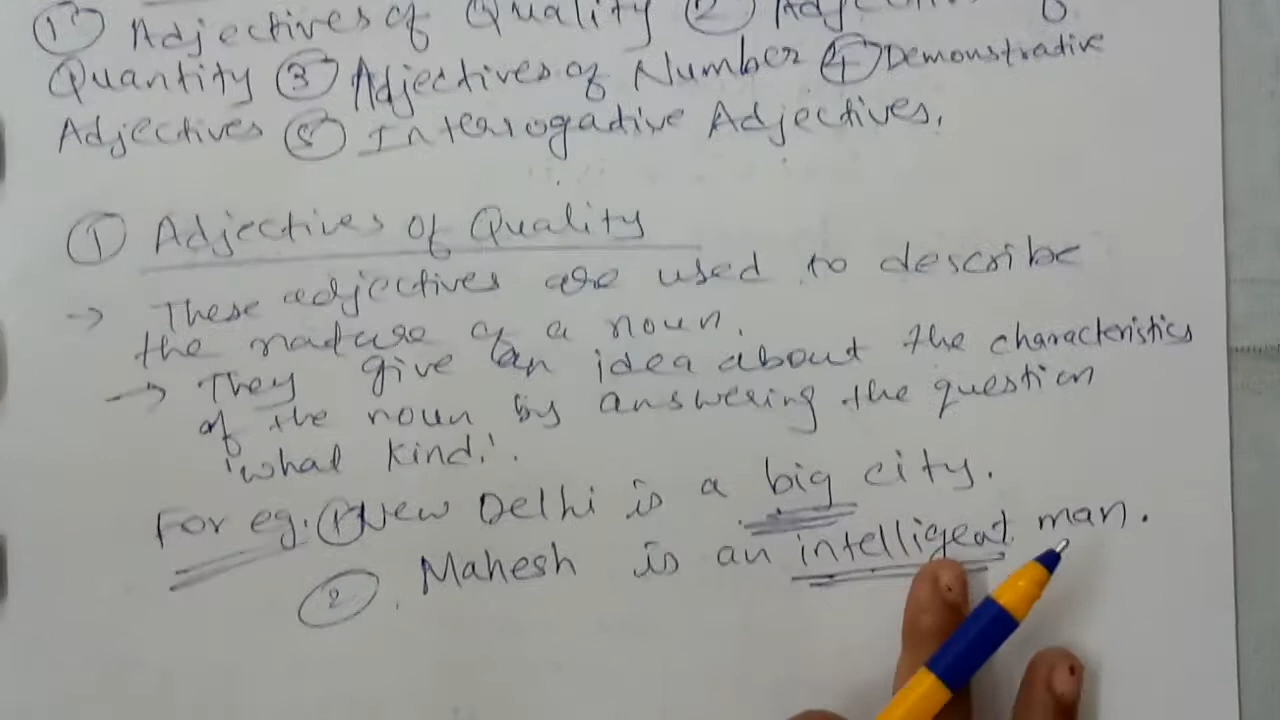 ① Adjectives of Quality ② Adjectives of
Quantity ③ Adjectives of Number ④ Demonstrative
Adjectives ⑤ Interrogative Adjectives.
① Adjectives of Quality
→ These adjectives are used to describe
the nature of a noun.
→ They give an idea about the characteristics
of the noun by answering the question
'what kind.'
For eg. ① New Delhi is a big city.
② . Mahesh is an intelligent man.